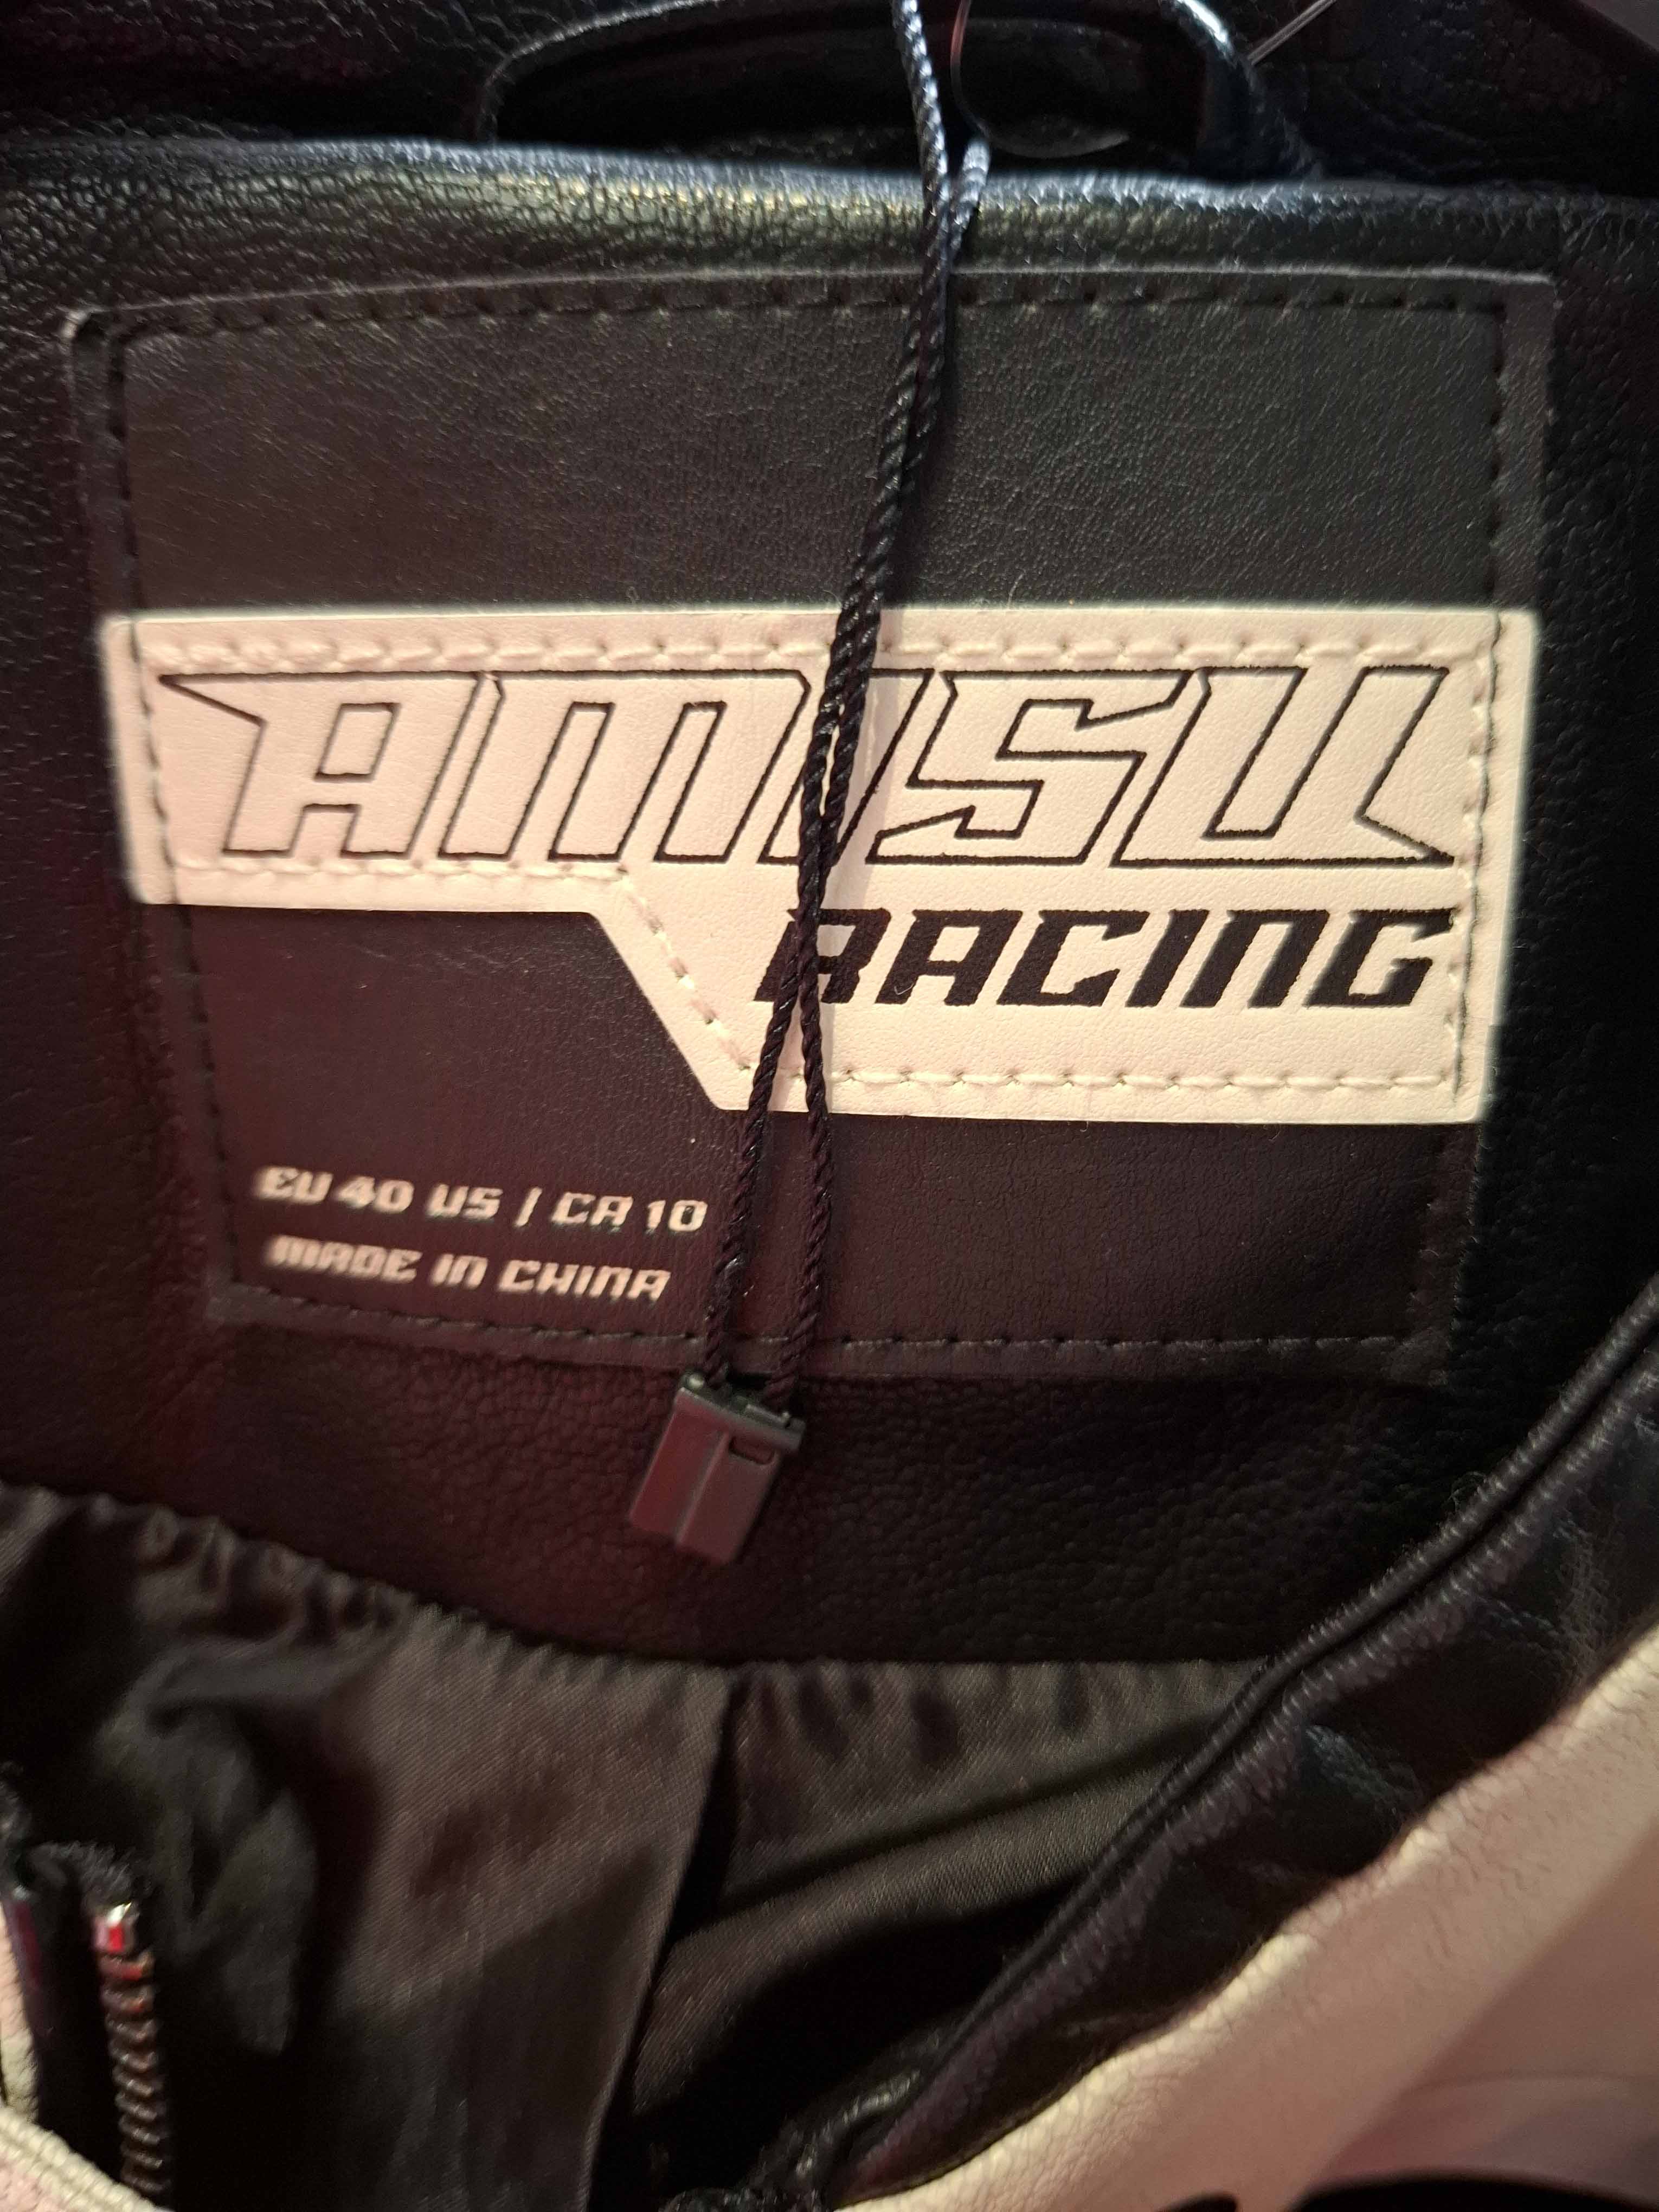 AMISU
RACING
EU 40 US / CA 10
MADE IN CHINA